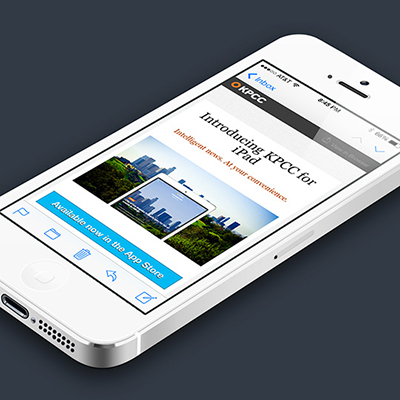 AT&T
8:48 PM
Inbox
KPCC
Introducing KPCC for
iPad
Intelligent news. At your convenience.
Available now in the App Store